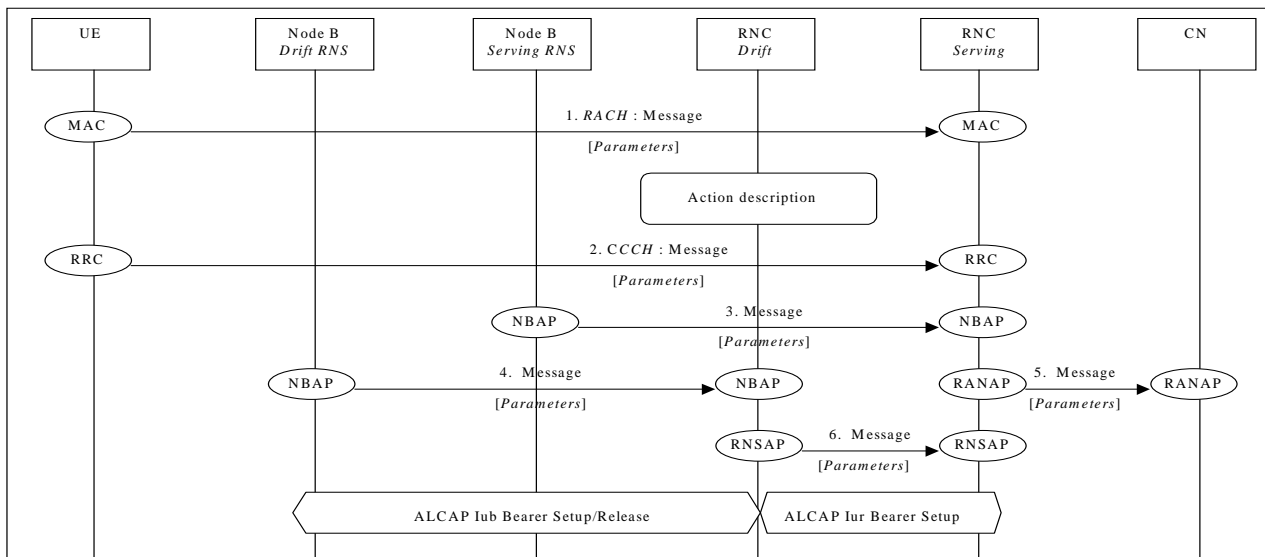 UE
Node B
Drift RNS
Node B
Serving RNS
RNC
Drift
RNC
Serving
CN
MAC
1. RACH : Message
[Parameters]
MAC
Action description
RRC
2. CCCH : Message
[Parameters]
RRC
NBAP
3. Message
[Parameters]
NBAP
NBAP
4. Message
[Parameters]
NBAP
RANAP
5. Message
[Parameters]
RANAP
RNSAP
6. Message
[Parameters]
RNSAP
ALCAP Iub Bearer Setup/Release
ALCAP Iur Bearer Setup